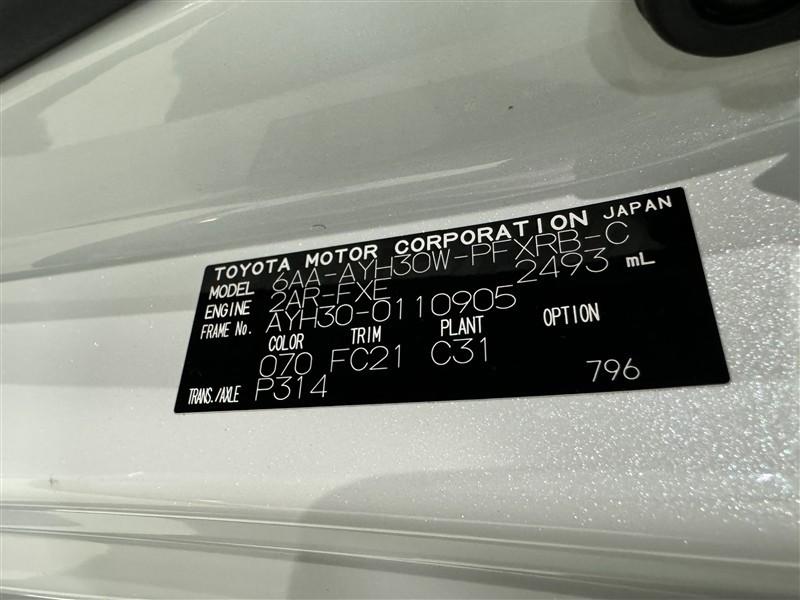 TOYOTA MOTOR CORPORATION JAPAN
MODEL 6AA-AYH30W-PFXRB-C
ENGINE 2AR-FXE 2493 mL
FRAME No. AYH30-0110905
COLOR TRIM PLANT OPTION
070 FC21 C31
TRANS./AXLE P314 796